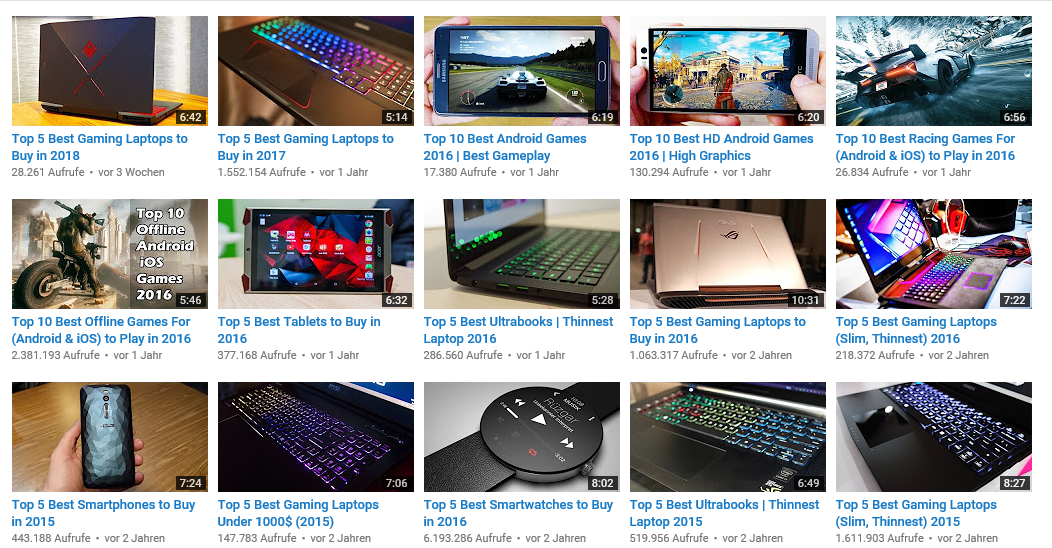 6:42
5:14
6:19
6:20
6:56
Top 5 Best Gaming Laptops to
Buy in 2018
28.261 Aufrufe • vor 3 Wochen
Top 5 Best Gaming Laptops to
Buy in 2017
1.552.154 Aufrufe • vor 1 Jahr
SAMSUNG
Top 10 Best Android Games
2016 | Best Gameplay
17.380 Aufrufe • vor 1 Jahr
Top 10 Best HD Android Games
2016 | High Graphics
130.294 Aufrufe • vor 1 Jahr
Top 10 Best Racing Games For
(Android & iOS) to Play in 2016
26.834 Aufrufe • vor 1 Jahr
Top 10
Offline
Android
iOS
Games
2016
5:46
acer
6:32
5:28
10:31
7:22
Top 10 Best Offline Games For
(Android & iOS) to Play in 2016
2.381.193 Aufrufe • vor 1 Jahr
Top 5 Best Tablets to Buy in
2016
377.168 Aufrufe • vor 1 Jahr
Top 5 Best Ultrabooks | Thinnest
Laptop 2016
286.560 Aufrufe • vor 1 Jahr
Top 5 Best Gaming Laptops to
Buy in 2016
1.063.317 Aufrufe • vor 2 Jahren
Top 5 Best Gaming Laptops
(Slim, Thinnest) 2016
218.372 Aufrufe • vor 2 Jahren
7:24
7:06
Ruzgar
8:02
6:49
8:27
Top 5 Best Smartphones to Buy
in 2015
443.188 Aufrufe • vor 2 Jahren
Top 5 Best Gaming Laptops
Under 1000$ (2015)
147.783 Aufrufe • vor 2 Jahren
Top 5 Best Smartwatches to Buy
in 2016
6.193.286 Aufrufe • vor 2 Jahren
Top 5 Best Ultrabooks | Thinnest
Laptop 2015
519.956 Aufrufe • vor 2 Jahren
Top 5 Best Gaming Laptops
(Slim, Thinnest) 2015
1.611.903 Aufrufe • vor 2 Jahren